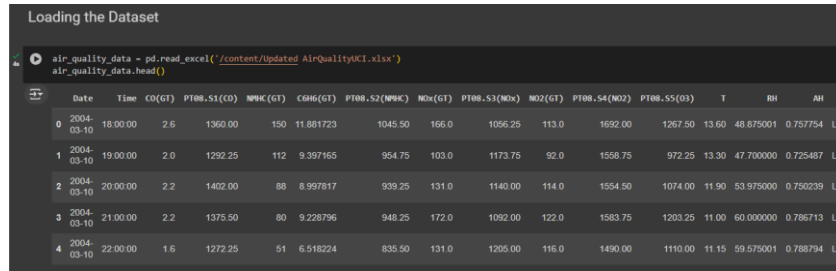 Loading the Dataset
4s
air_quality_data = pd.read_excel('/content/Updated AirQualityUCI.xlsx')
air_quality_data.head()
Date Time CO(GT) PT08.S1(CO) NMHC(GT) C6H6(GT) PT08.S2(NMHC) NOx(GT) PT08.S3(NOx) NO2(GT) PT08.S4(NO2) PT08.S5(O3) T RH AH
0 2004-03-10 18:00:00 2.6 1360.00 150 11.881723 1045.50 166.0 1056.25 113.0 1692.00 1267.50 13.60 48.875001 0.757754 L
1 2004-03-10 19:00:00 2.0 1292.25 112 9.397165 954.75 103.0 1173.75 92.0 1558.75 972.25 13.30 47.700000 0.725487 L
2 2004-03-10 20:00:00 2.2 1402.00 88 8.997817 939.25 131.0 1140.00 114.0 1554.50 1074.00 11.90 53.975000 0.750239 L
3 2004-03-10 21:00:00 2.2 1375.50 80 9.228796 948.25 172.0 1092.00 122.0 1583.75 1203.25 11.00 60.000000 0.786713 L
4 2004-03-10 22:00:00 1.6 1272.25 51 6.518224 835.50 131.0 1205.00 116.0 1490.00 1110.00 11.15 59.575001 0.788794 L